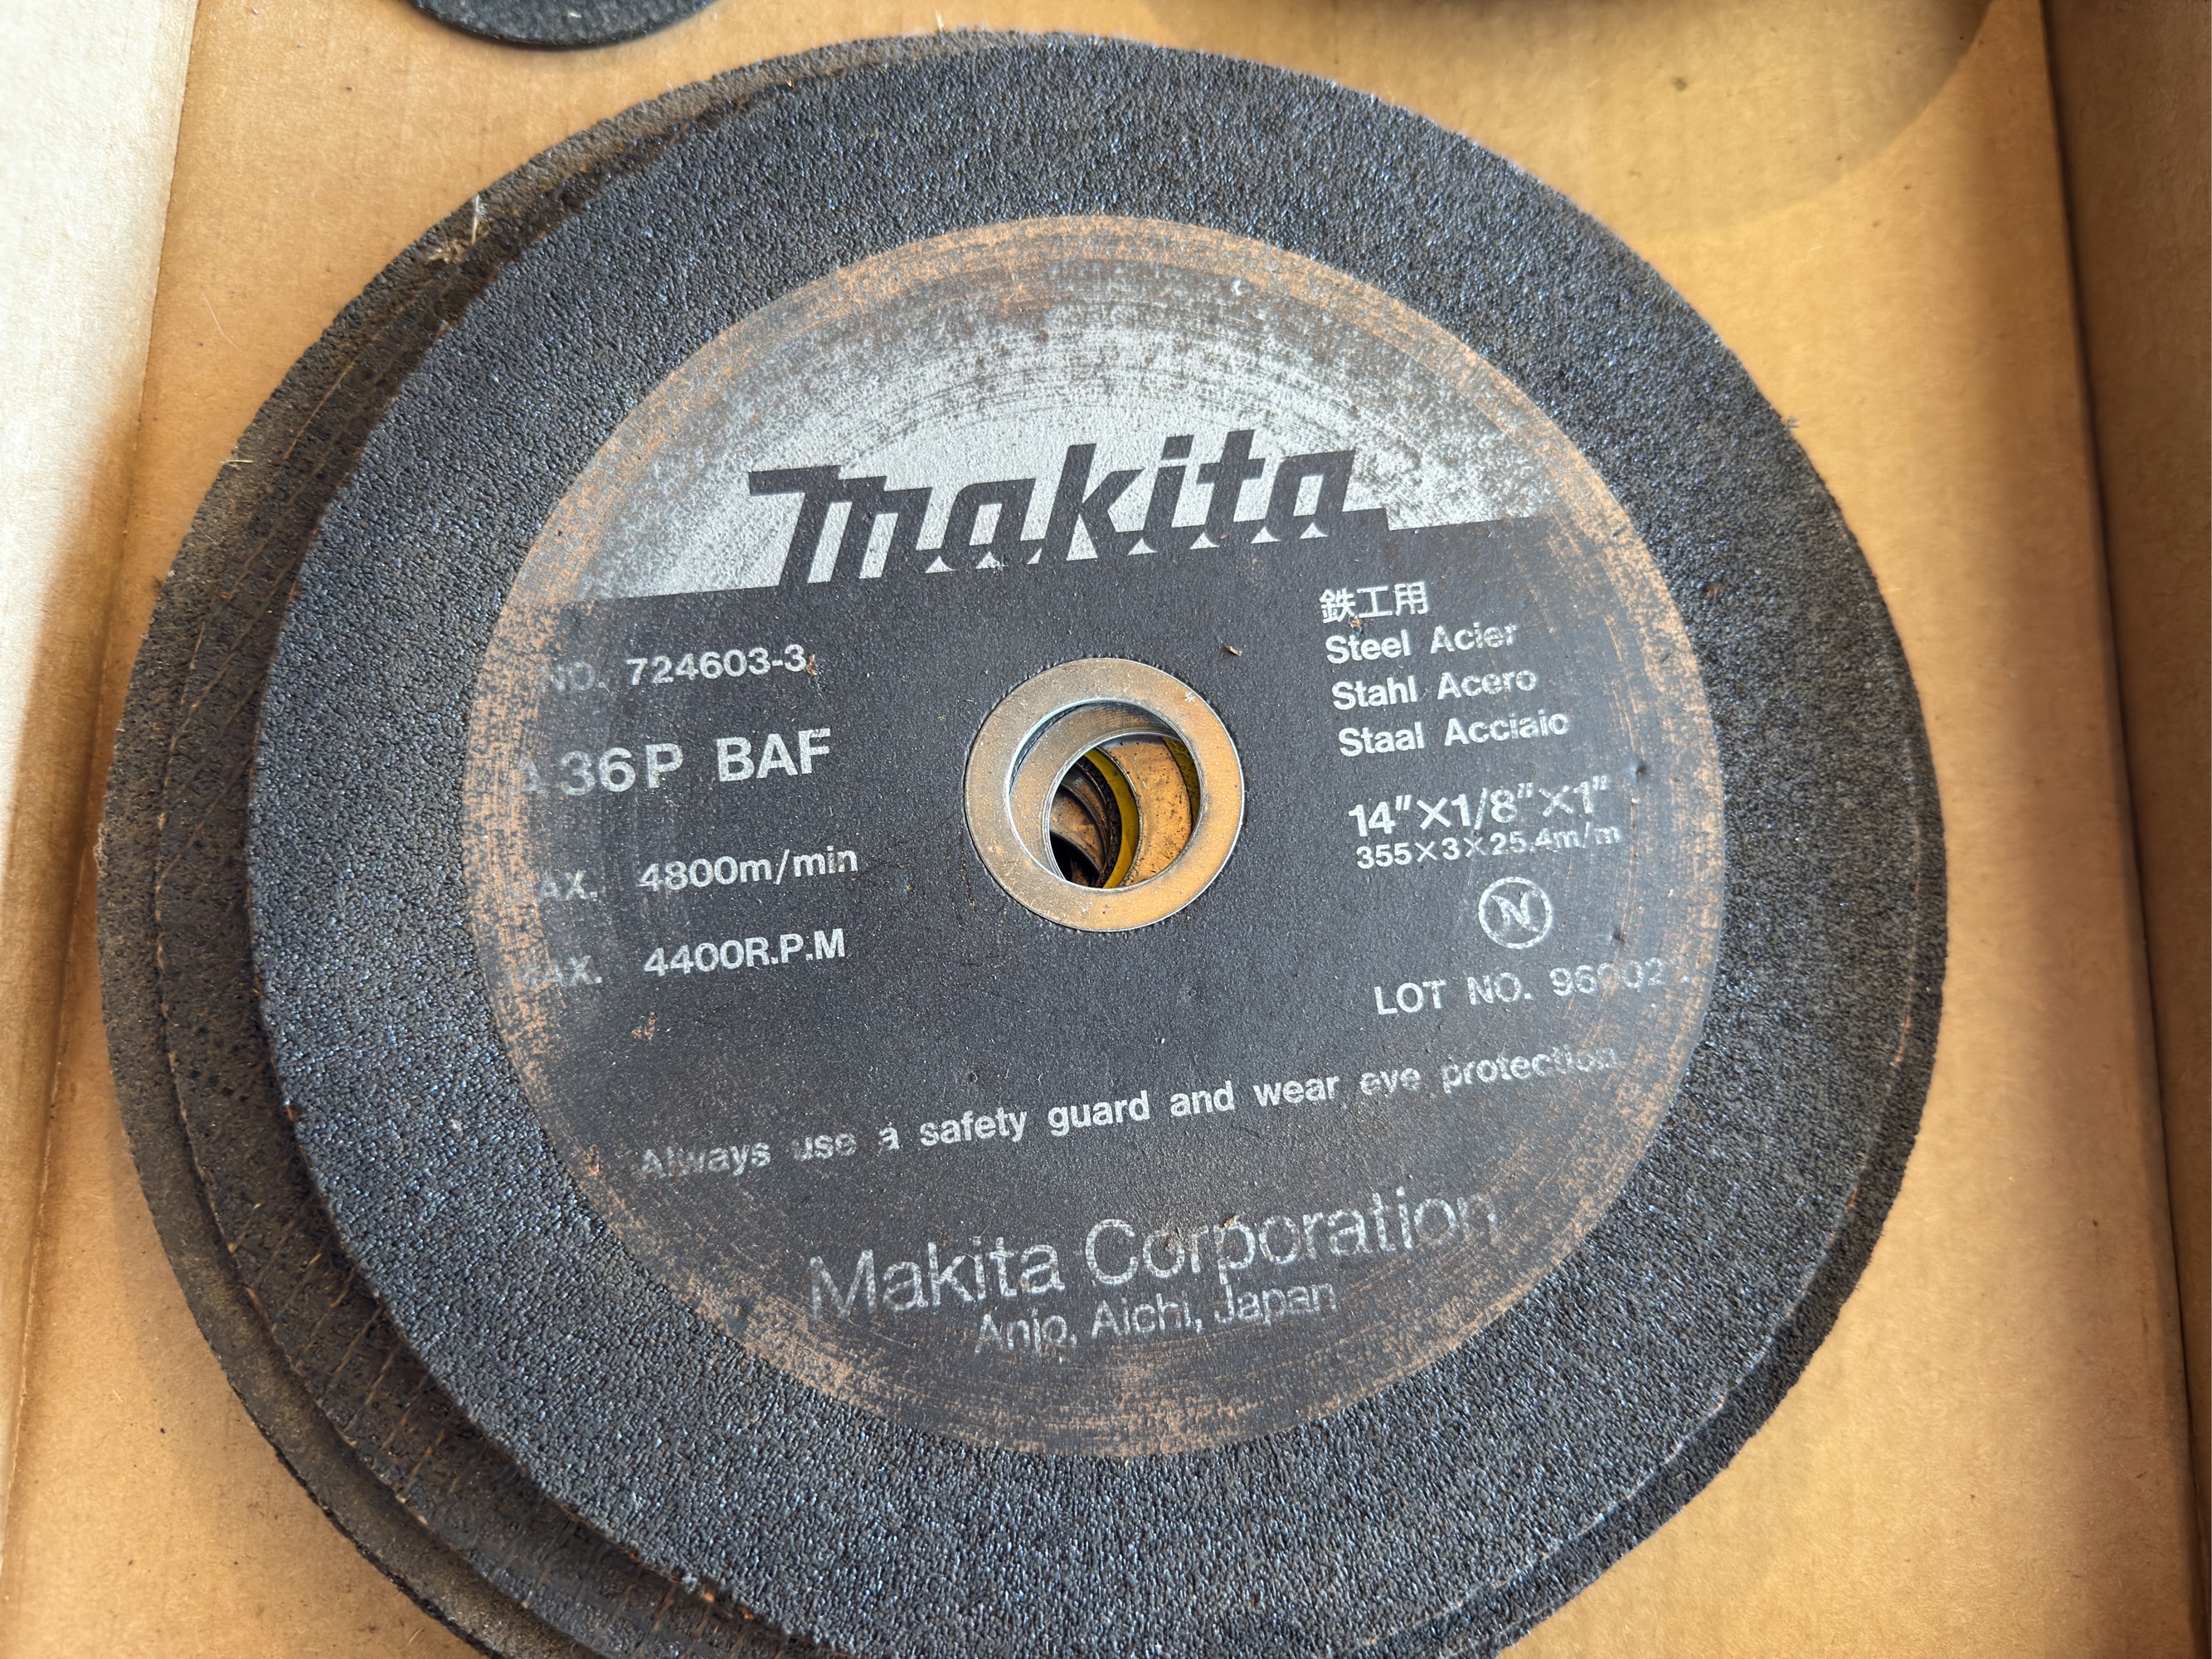 makita
NO. 724603-3
A 36P BAF
MAX. 4800m/min
MAX. 4400R.P.M
鉄工用
Steel Acier
Stahl Acero
Staal Acciaio
14"×1/8"×1"
355×3×25.4m/m
N
LOT NO.
Always use a safety guard and wear eye protection
Makita Corporation
Anjo, Aichi, Japan